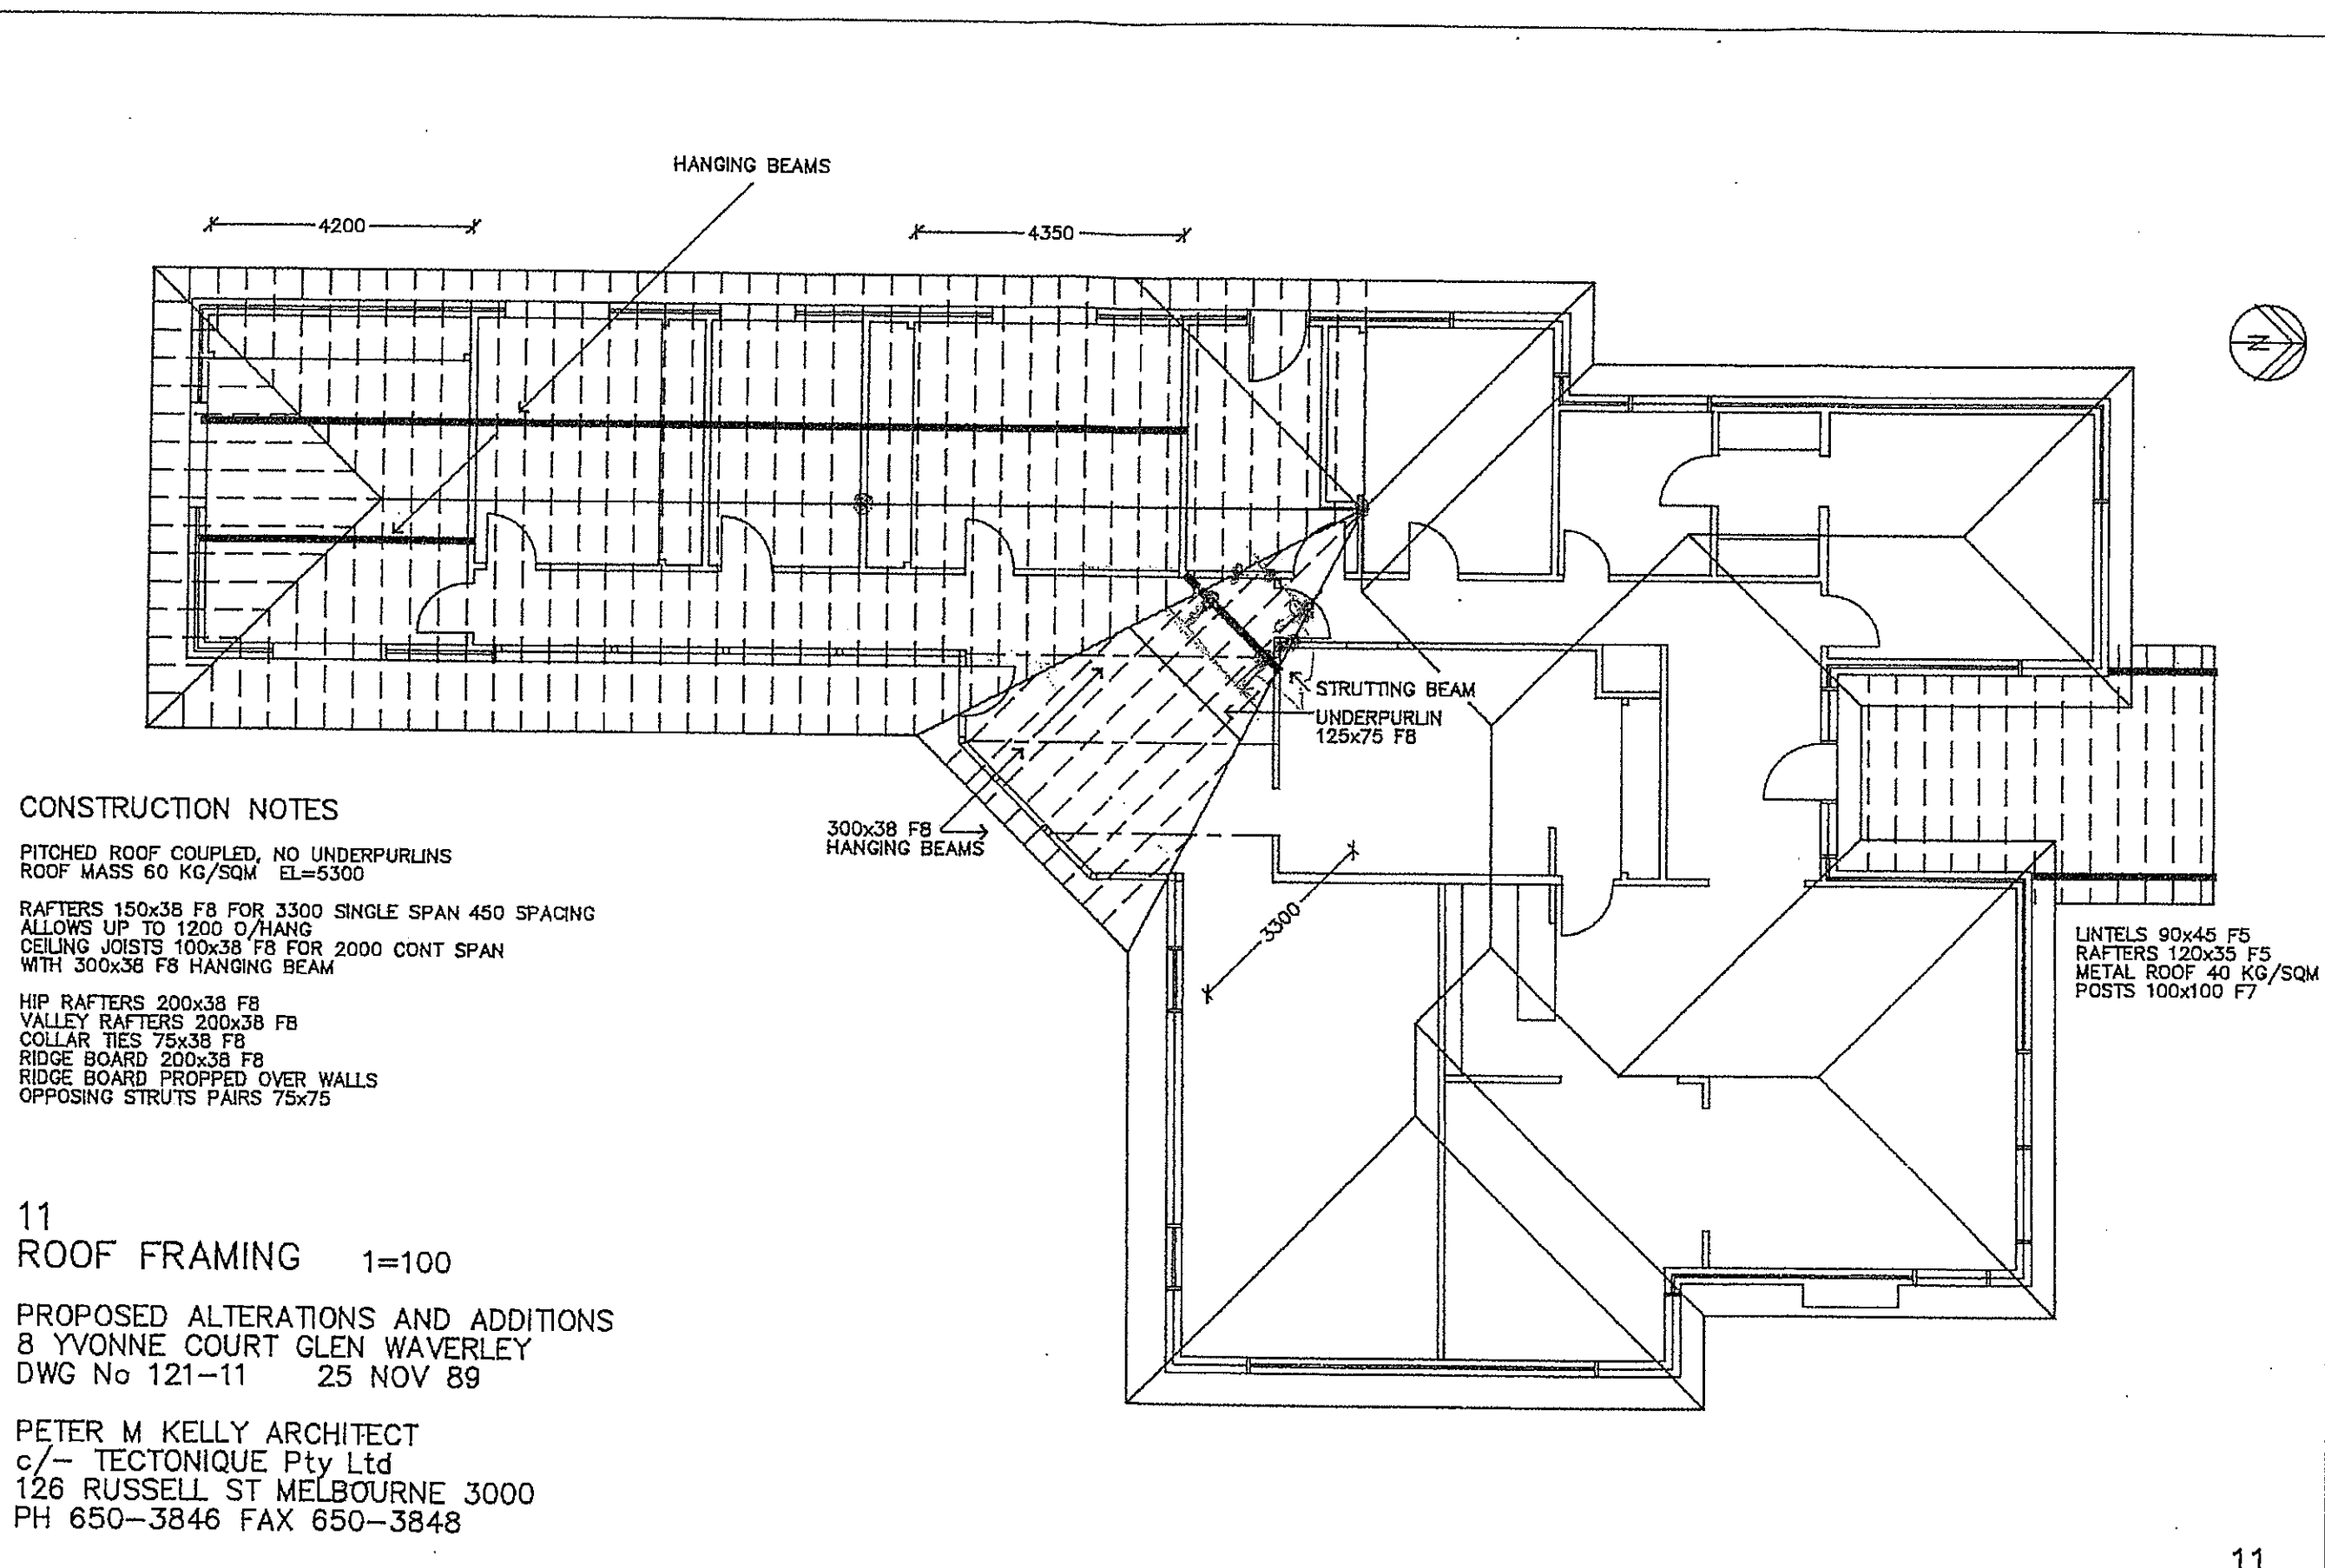 HANGING BEAMS
4200
4350
N
STRUTTING BEAM
UNDERPURLIN
125x75 F8
300x38 F8
HANGING BEAMS
3300
CONSTRUCTION NOTES
PITCHED ROOF COUPLED, NO UNDERPURLINS
ROOF MASS 60 KG/SQM EL=5300
RAFTERS 150x38 F8 FOR 3300 SINGLE SPAN 450 SPACING
ALLOWS UP TO 1200 O/HANG
CEILING JOISTS 100x38 F8 FOR 2000 CONT SPAN
WITH 300x38 F8 HANGING BEAM
HIP RAFTERS 200x38 F8
VALLEY RAFTERS 200x38 F8
COLLAR TIES 75x38 F8
RIDGE BOARD 200x38 F8
RIDGE BOARD PROPPED OVER WALLS
OPPOSING STRUTS PAIRS 75x75
LINTELS 90x45 F5
RAFTERS 120x35 F5
METAL ROOF 40 KG/SQM
POSTS 100x100 F7
11
ROOF FRAMING 1=100
PROPOSED ALTERATIONS AND ADDITIONS
8 YVONNE COURT GLEN WAVERLEY
DWG No 121-11 25 NOV 89
PETER M KELLY ARCHITECT
c/- TECTONIQUE Pty Ltd
126 RUSSELL ST MELBOURNE 3000
PH 650-3846 FAX 650-3848
11